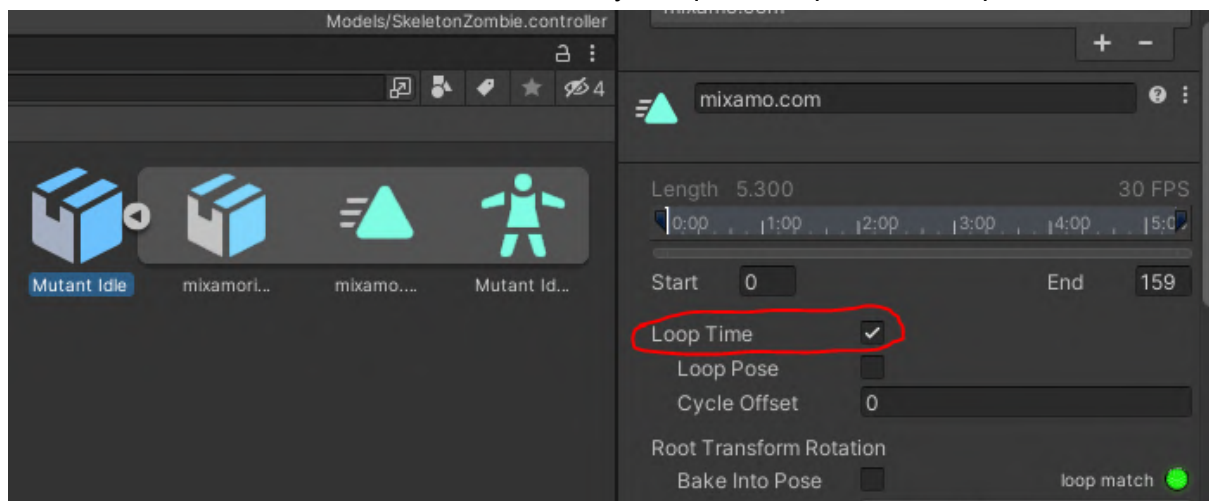 Models/SkeletonZombie.controller
+ -
4
mixamo.com
Length 5.300 30 FPS
0:00 1:00 2:00 3:00 4:00
Mutant Idle mixamori... mixamo.... Mutant Id...
Start 0 End 159
Loop Time
Loop Pose
Cycle Offset 0
Root Transform Rotation
Bake Into Pose loop match